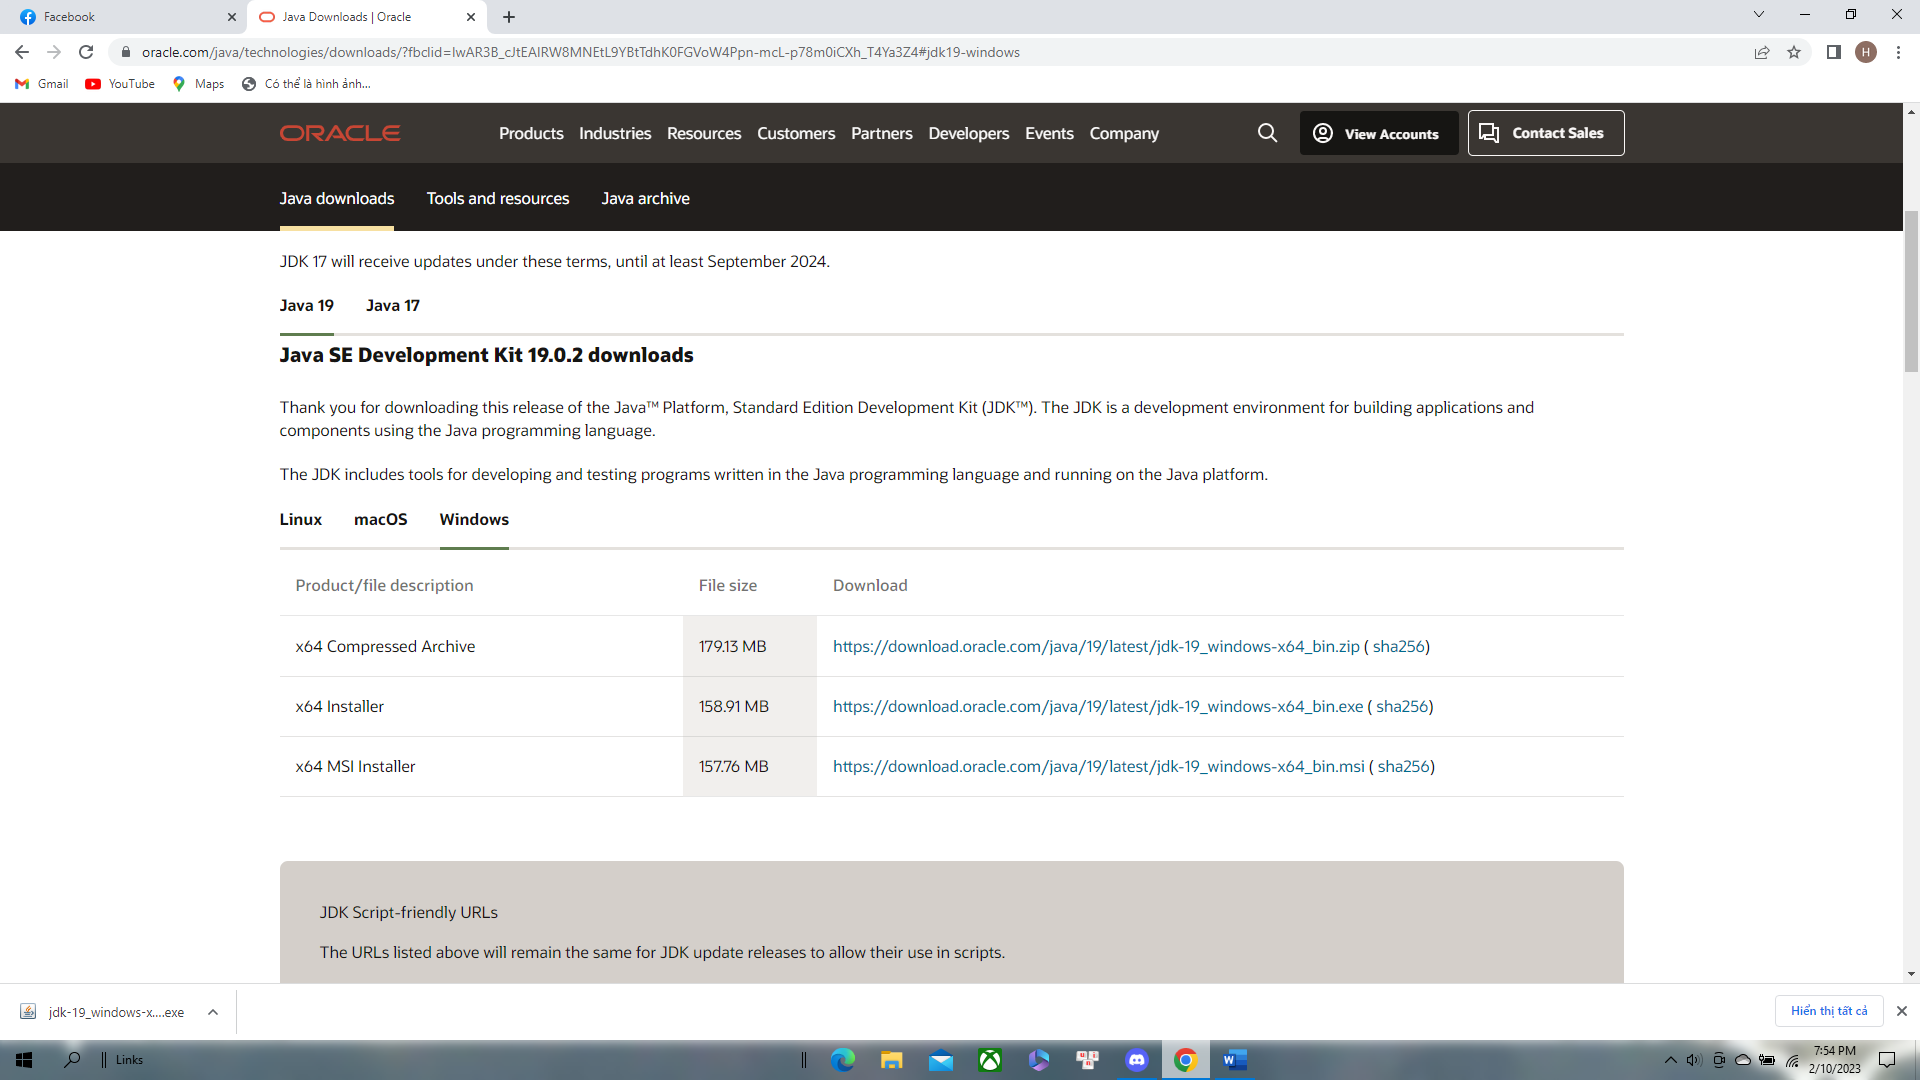 Facebook
Java Downloads | Oracle
oracle.com/java/technologies/downloads/?fbclid=IwAR3B_cJtEAIRW8MNEtL9YBtTdhK0FGVoW4Ppn-mcL-p78m0iCXh_T4Ya3Z4#jdk19-windows
H
Gmail YouTube Maps Có thể là hình ảnh...
ORACLE
Products Industries Resources Customers Partners Developers Events Company
View Accounts
Contact Sales
Java downloads Tools and resources Java archive
JDK 17 will receive updates under these terms, until at least September 2024.
Java 19 Java 17
Java SE Development Kit 19.0.2 downloads
Thank you for downloading this release of the Java™ Platform, Standard Edition Development Kit (JDK™). The JDK is a development environment for building applications and
components using the Java programming language.
The JDK includes tools for developing and testing programs written in the Java programming language and running on the Java platform.
Linux macOS Windows
Product/file description File size Download
x64 Compressed Archive 179.13 MB https://download.oracle.com/java/19/latest/jdk-19_windows-x64_bin.zip ( sha256)
x64 Installer 158.91 MB https://download.oracle.com/java/19/latest/jdk-19_windows-x64_bin.exe ( sha256)
x64 MSI Installer 157.76 MB https://download.oracle.com/java/19/latest/jdk-19_windows-x64_bin.msi ( sha256)
JDK Script-friendly URLs
The URLs listed above will remain the same for JDK update releases to allow their use in scripts.
jdk-19_windows-x....exe
Hiển thị tất cả
Links
7:54 PM
2/10/2023